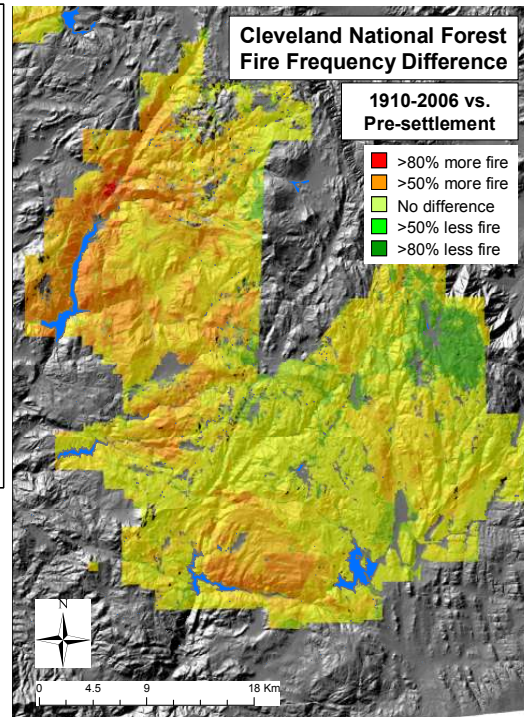 Cleveland National Forest
Fire Frequency Difference
1910-2006 vs.
Pre-settlement
>80% more fire
>50% more fire
No difference
>50% less fire
>80% less fire
N
0 4.5 9 18 Km